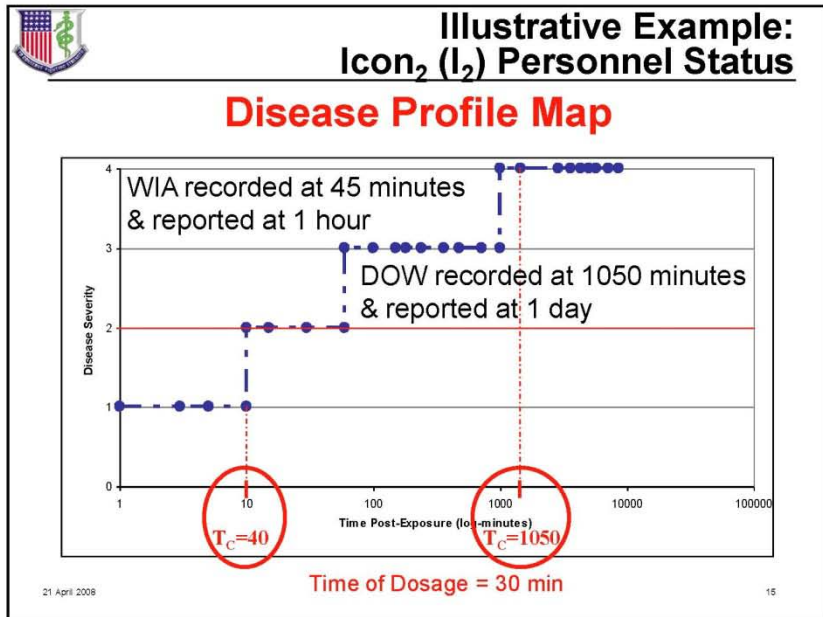 Illustrative Example:
Icon₂ (I₂) Personnel Status
Disease Profile Map
4
WIA recorded at 45 minutes
& reported at 1 hour
3
DOW recorded at 1050 minutes
& reported at 1 day
Disease Severity
2
1
0
1
10
100
1000
10000
100000
Time Post-Exposure (log-minutes)
T_C=40
T_C=1050
Time of Dosage = 30 min
21 April 2008
15